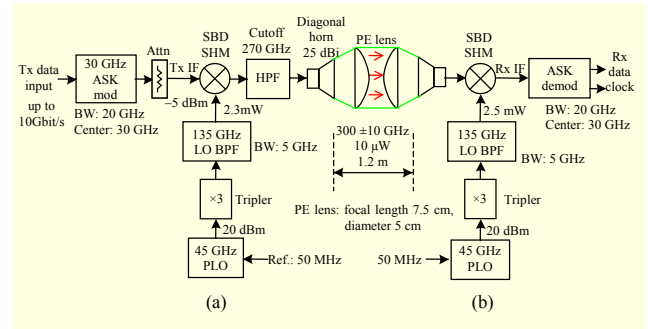 SBD
SHM
Cutoff
270 GHz
Diagonal
horn
25 dBi
PE lens
SBD
SHM
Tx data
input
up to
10Gbit/s
30 GHz
ASK
mod
BW: 20 GHz
Center: 30 GHz
Attn
Tx IF
–5 dBm
HPF
Rx IF
ASK
demod
Rx
data
clock
BW: 20 GHz
Center: 30 GHz
2.3mW
135 GHz
LO BPF
BW: 5 GHz
300 ±10 GHz
10 µW
1.2 m
2.5 mW
135 GHz
LO BPF
BW: 5 GHz
×3
Tripler
PE lens: focal length 7.5 cm,
diameter 5 cm
×3
Tripler
20 dBm
45 GHz
PLO
Ref.: 50 MHz
50 MHz
20 dBm
45 GHz
PLO
(a)
(b)